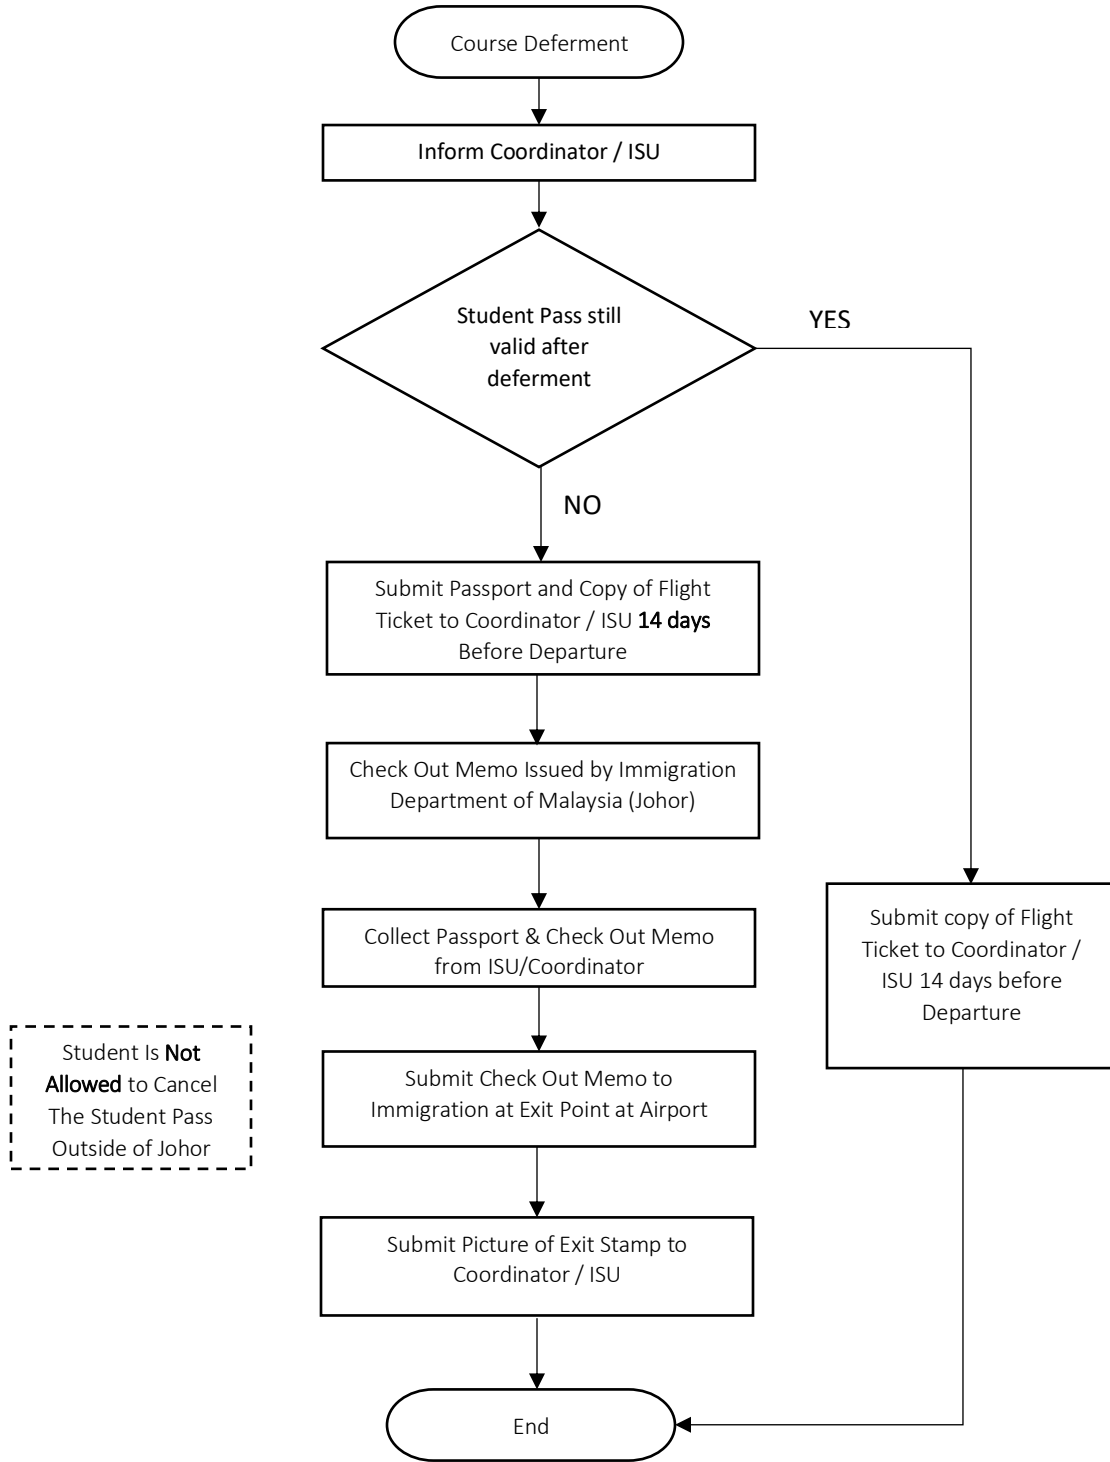 Course Deferment
Inform Coordinator / ISU
Student Pass still
valid after
deferment
YES
NO
Submit Passport and Copy of Flight
Ticket to Coordinator / ISU 14 days
Before Departure
Check Out Memo Issued by Immigration
Department of Malaysia (Johor)
Collect Passport & Check Out Memo
from ISU/Coordinator
Submit copy of Flight
Ticket to Coordinator /
ISU 14 days before
Departure
Student Is Not
Allowed to Cancel
The Student Pass
Outside of Johor
Submit Check Out Memo to
Immigration at Exit Point at Airport
Submit Picture of Exit Stamp to
Coordinator / ISU
End